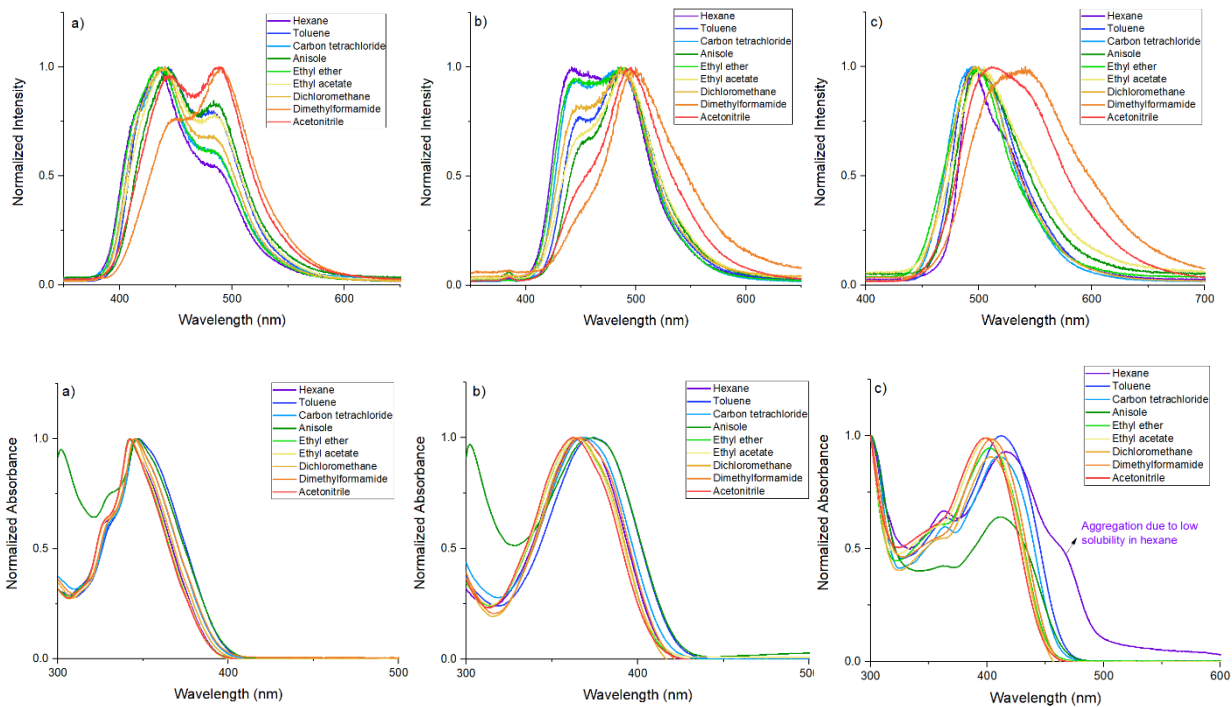 a)
Hexane
Toluene
Carbon tetrachloride
Anisole
Ethyl ether
Ethyl acetate
Dichloromethane
Dimethylformamide
Acetonitrile
1.0
0.5
0.0
Normalized Intensity
400
500
600
Wavelength (nm)
b)
Hexane
Toluene
Carbon tetrachloride
Anisole
Ethyl ether
Ethyl acetate
Dichloromethane
Dimethylformamide
Acetonitrile
1.0
0.5
0.0
Normalized Intensity
400
500
600
Wavelength (nm)
c)
Hexane
Toluene
Carbon tetrachloride
Anisole
Ethyl ether
Ethyl acetate
Dichloromethane
Dimethylformamide
Acetonitrile
1.0
0.5
0.0
Normalized Intensity
400
500
600
700
Wavelength (nm)
a)
Hexane
Toluene
Carbon tetrachloride
Anisole
Ethyl ether
Ethyl acetate
Dichloromethane
Dimethylformamide
Acetonitrile
1.0
0.5
0.0
Normalized Absorbance
300
400
500
Wavelength (nm)
b)
Hexane
Toluene
Carbon tetrachloride
Anisole
Ethyl ether
Ethyl acetate
Dichloromethane
Dimethylformamide
Acetonitrile
1.0
0.5
0.0
Normalized Absorbance
300
400
Wavelength (nm)
c)
Hexane
Toluene
Carbon tetrachloride
Anisole
Ethyl ether
Ethyl acetate
Dichloromethane
Dimethylformamide
Acetonitrile
Aggregation due to low
solubility in hexane
1.0
0.5
0.0
Normalized Absorbance
300
400
500
600
Wavelength (nm)